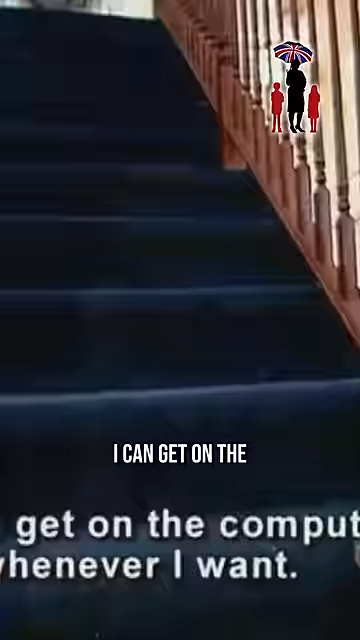 I CAN GET ON THE
get on the comput
whenever I want.